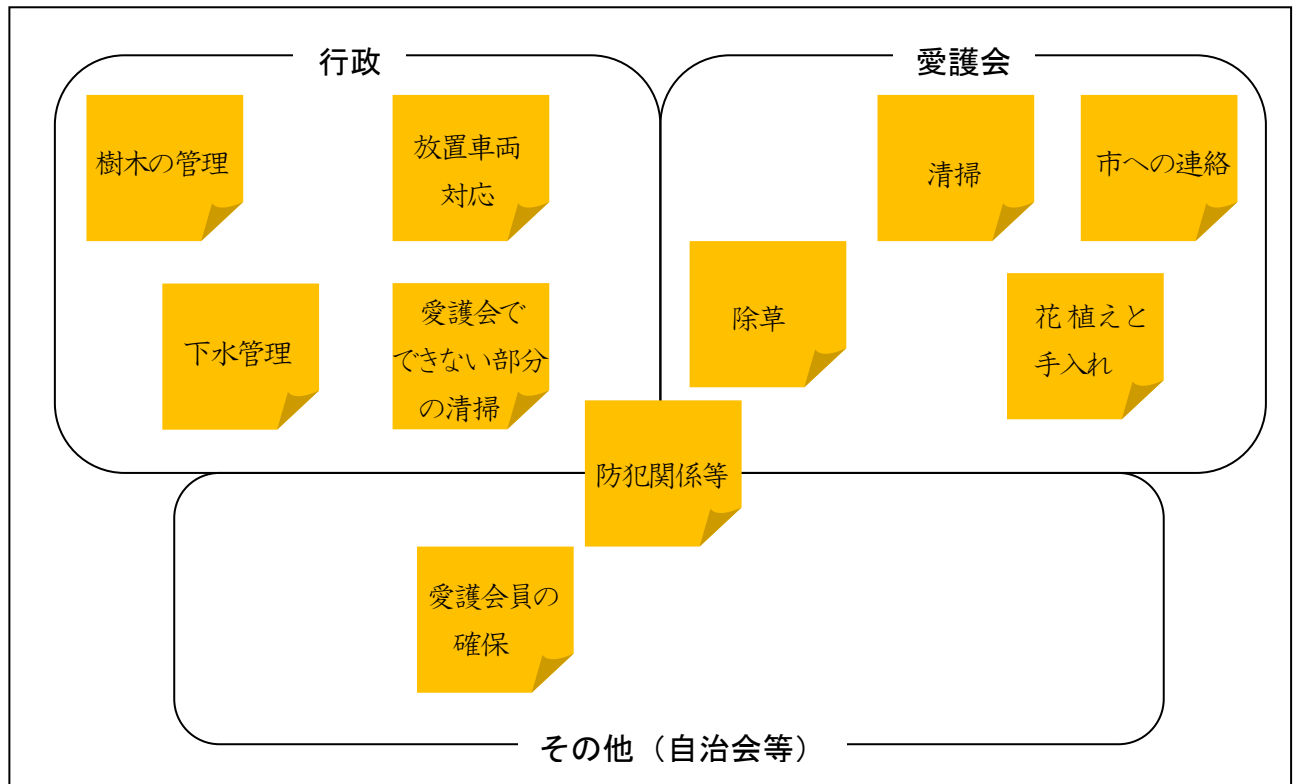 行政
樹木の管理
放置車両
対応
下水管理
愛護会で
できない部分
の清掃
愛護会
清掃
市への連絡
除草
花植えと
手入れ
防犯関係等
愛護会員の
確保
その他（自治会等）